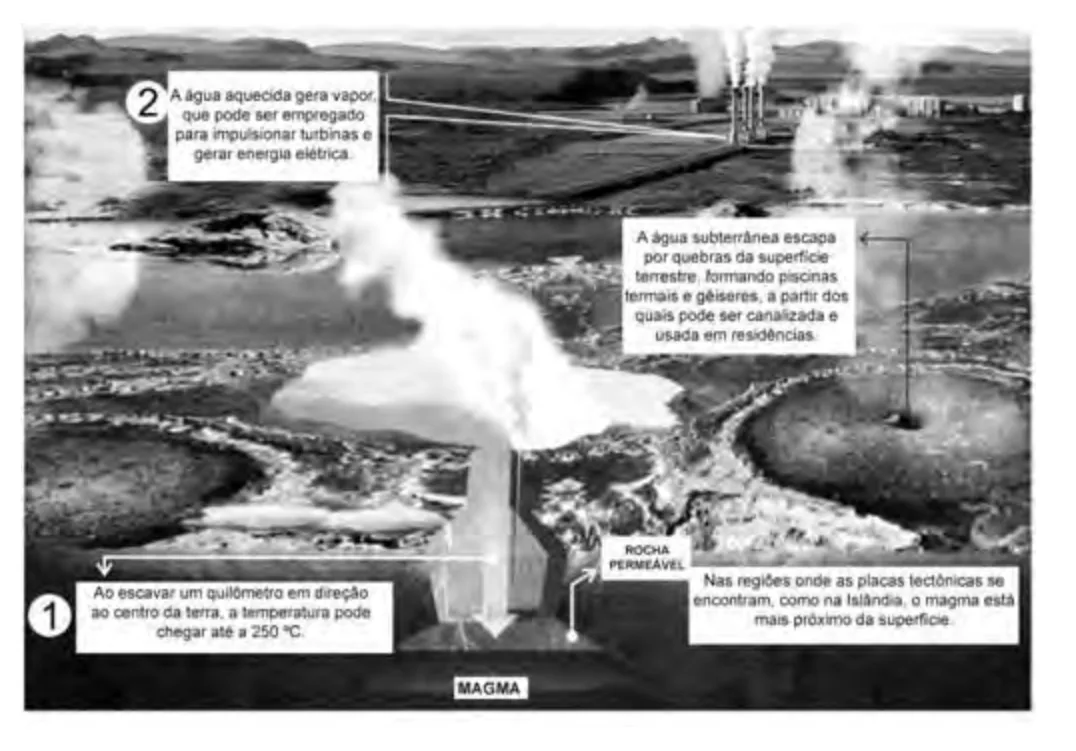 2
A água aquecida gera vapor,
que pode ser empregado
para impulsionar turbinas e
gerar energia elétrica.
A água subterrânea escapa
por quebras da superfície
terrestre, formando piscinas
termais e gêiseres, a partir dos
quais pode ser canalizada e
usada em residências.
1
Ao escavar um quilômetro em direção
ao centro da terra, a temperatura pode
chegar até a 250 ºC.
ROCHA
PERMEÁVEL
Nas regiões onde as placas tectônicas se
encontram, como na Islândia, o magma está
mais próximo da superfície.
MAGMA